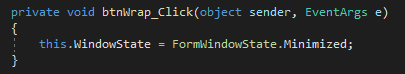 private void btnWrap_Click(object sender, EventArgs e)
{
    this.WindowState = FormWindowState.Minimized;
}